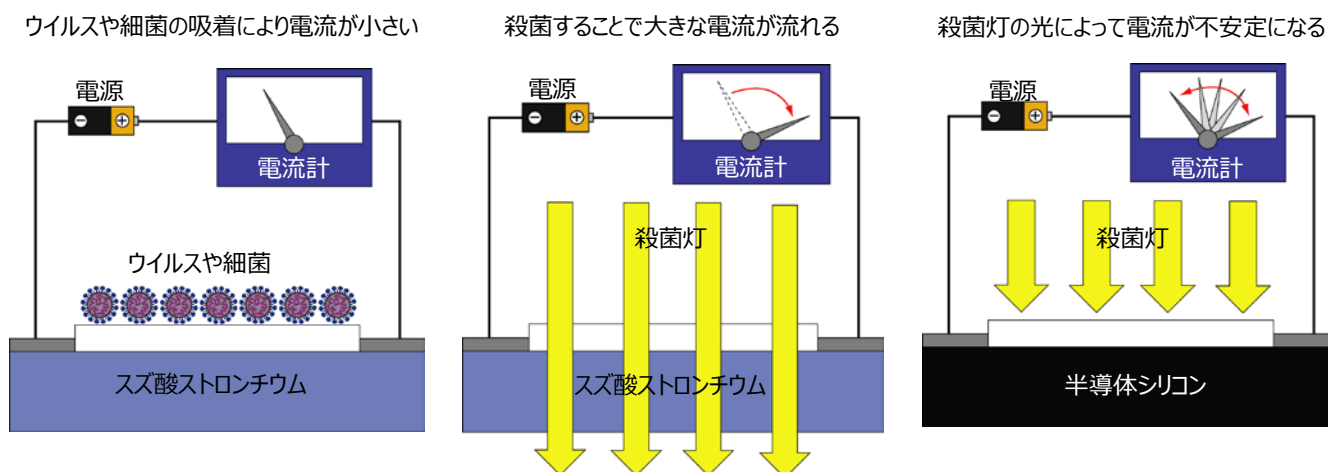 ウイルスや細菌の吸着により電流が小さい
電源
電流計
ウイルスや細菌
スズ酸ストロンチウム
殺菌することで大きな電流が流れる
電源
電流計
殺菌灯
スズ酸ストロンチウム
殺菌灯の光によって電流が不安定になる
電源
電流計
殺菌灯
半導体シリコン